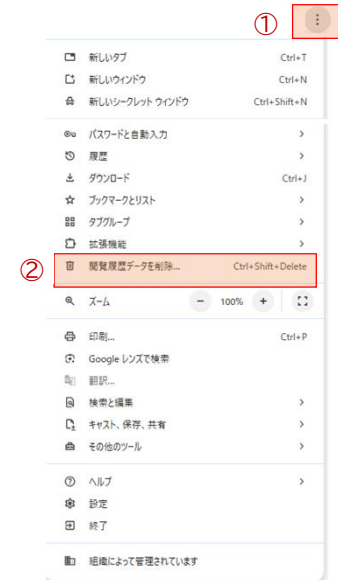 ①
新しいタブ Ctrl+T
新しいウィンドウ Ctrl+N
新しいシークレット ウィンドウ Ctrl+Shift+N
パスワードと自動入力
履歴
ダウンロード Ctrl+J
ブックマークとリスト
タブグループ
拡張機能
② 閲覧履歴データを削除... Ctrl+Shift+Delete
ズーム − 100% +
印刷... Ctrl+P
Google レンズで検索
翻訳...
検索と編集
キャスト、保存、共有
その他のツール
ヘルプ
設定
終了
組織によって管理されています